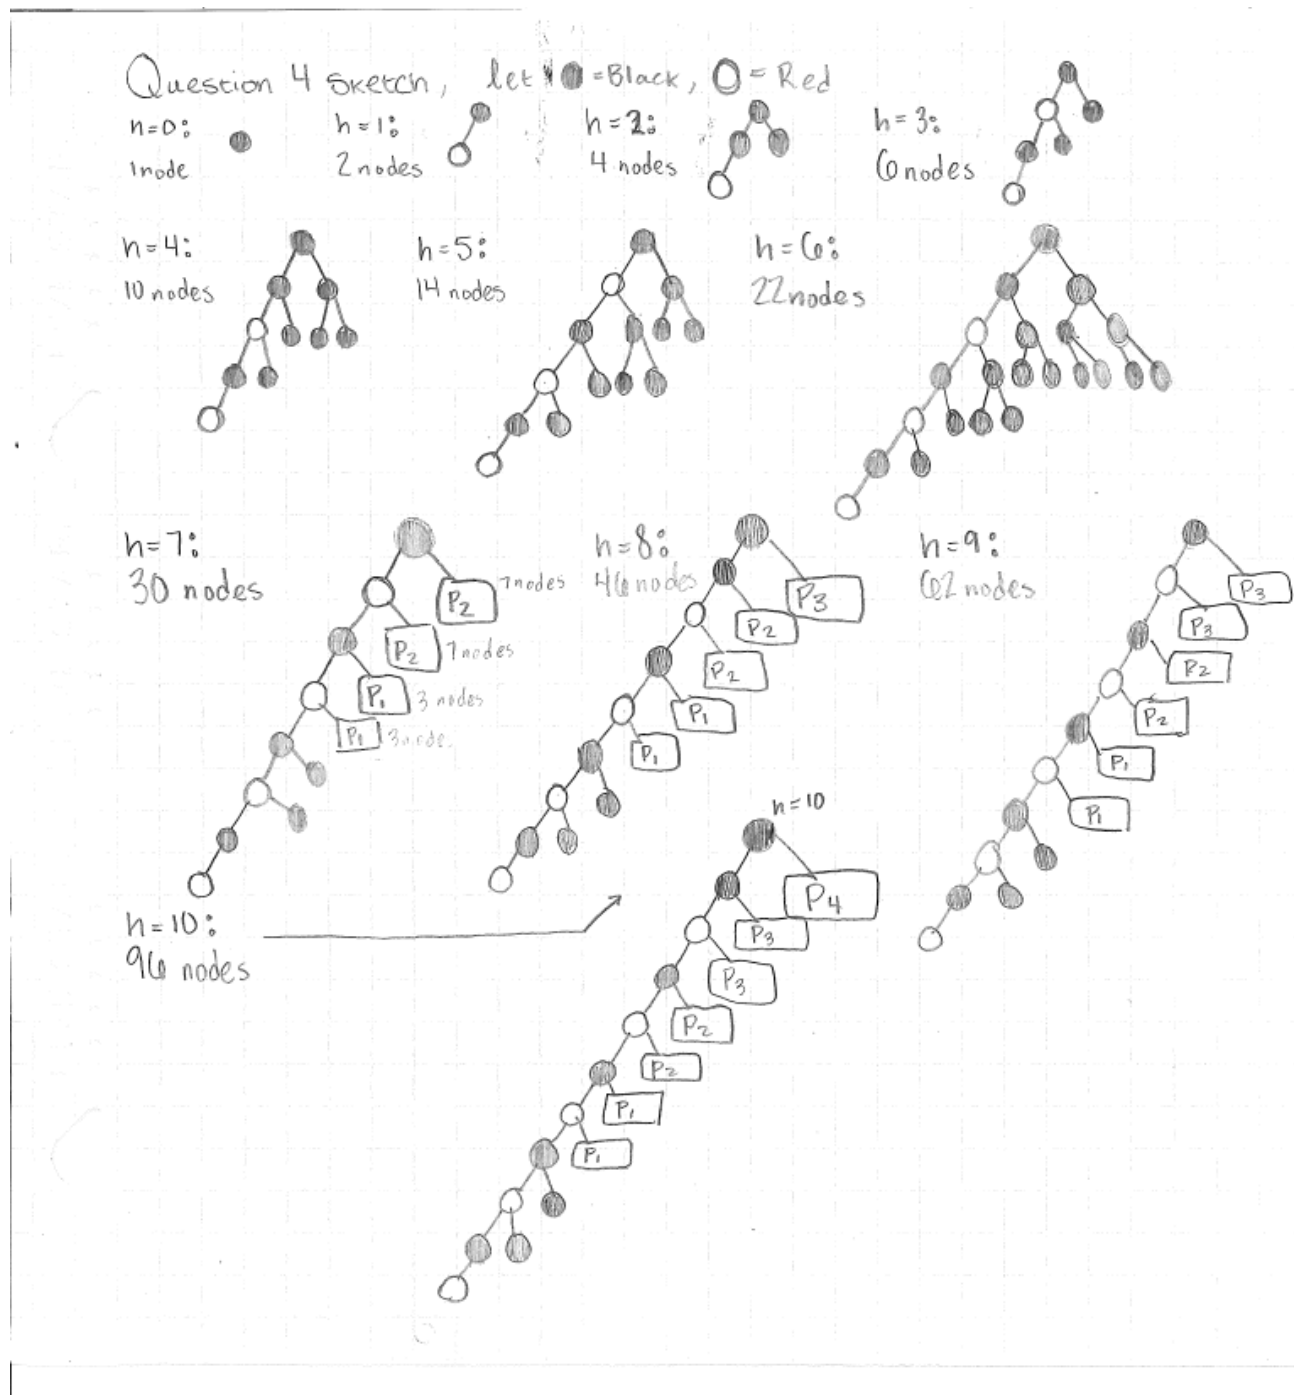 Question 4 sketch, let ●=Black, ○=Red
h=0:
1 node
h=1:
2 nodes
h=2:
4 nodes
h=3:
6 nodes
h=4:
10 nodes
h=5:
14 nodes
h=6:
22 nodes
h=7:
30 nodes
7 nodes
P2
P2 7 nodes
P1 3 nodes
P1 3 nodes
h=8:
46 nodes
P3
P2
P2
P1
P1
h=9:
62 nodes
P3
P3
P2
P2
P1
P1
h=10:
96 nodes
h=10
P4
P3
P3
P2
P2
P1
P1